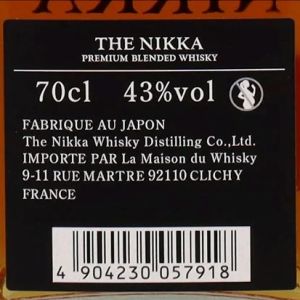 NIKKA
THE NIKKA
PREMIUM BLENDED WHISKY
70cl 43%vol
FABRIQUE AU JAPON
The Nikka Whisky Distilling Co.,Ltd.
IMPORTE PAR La Maison du Whisky
9-11 RUE MARTRE 92110 CLICHY
FRANCE
4 904230 057918